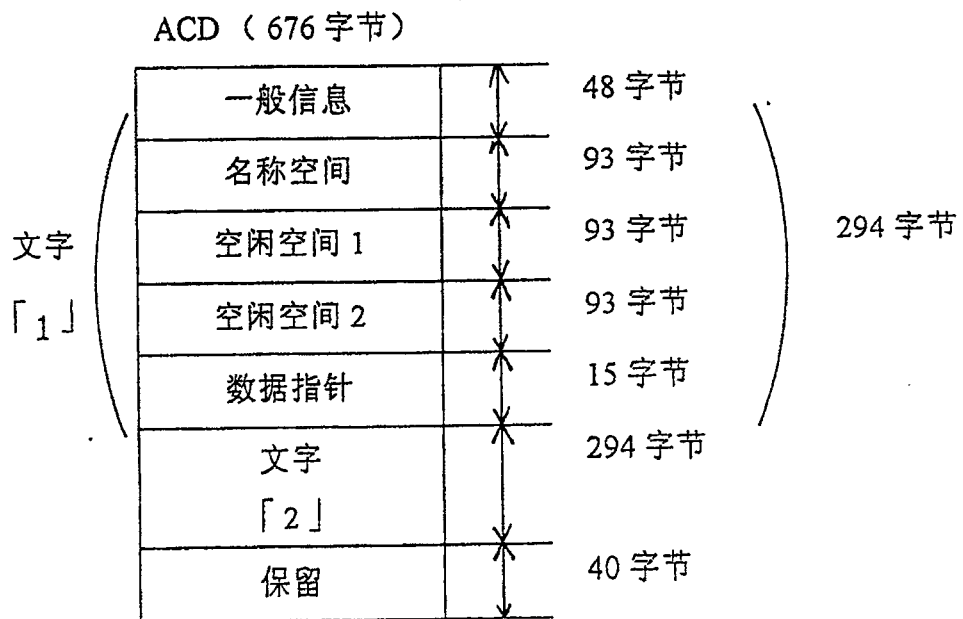 ACD （676字节）
一般信息
48字节
名称空间
93字节
空闲空间1
93字节
294字节
文字
「1」
空闲空间2
93字节
数据指针
15字节
文字
「2」
294字节
保留
40字节